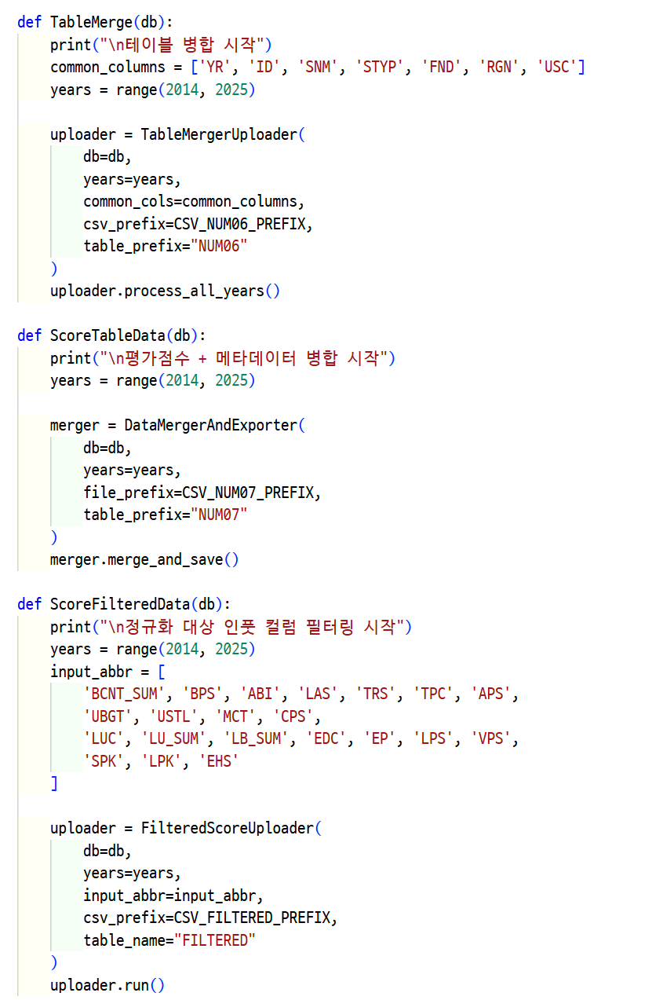 def TableMerge(db):
    print("\n테이블 병합 시작")
    common_columns = ['YR', 'ID', 'SNM', 'STYP', 'FND', 'RGN', 'USC']
    years = range(2014, 2025)
    uploader = TableMergerUploader(
        db=db,
        years=years,
        common_cols=common_columns,
        csv_prefix=CSV_NUM06_PREFIX,
        table_prefix="NUM06"
    )
    uploader.process_all_years()
def ScoreTableData(db):
    print("\n평가점수 + 메타데이터 병합 시작")
    years = range(2014, 2025)
    merger = DataMergerAndExporter(
        db=db,
        years=years,
        file_prefix=CSV_NUM07_PREFIX,
        table_prefix="NUM07"
    )
    merger.merge_and_save()
def ScoreFilteredData(db):
    print("\n정규화 대상 인풋 컬럼 필터링 시작")
    years = range(2014, 2025)
    input_abbr = [
        'BCNT_SUM', 'BPS', 'ABI', 'LAS', 'TRS', 'TPC', 'APS',
        'UBGT', 'USTL', 'MCT', 'CPS',
        'LUC', 'LU_SUM', 'LB_SUM', 'EDC', 'EP', 'LPS', 'VPS',
        'SPK', 'LPK', 'EHS'
    ]
    uploader = FilteredScoreUploader(
        db=db,
        years=years,
        input_abbr=input_abbr,
        csv_prefix=CSV_FILTERED_PREFIX,
        table_name="FILTERED"
    )
    uploader.run()